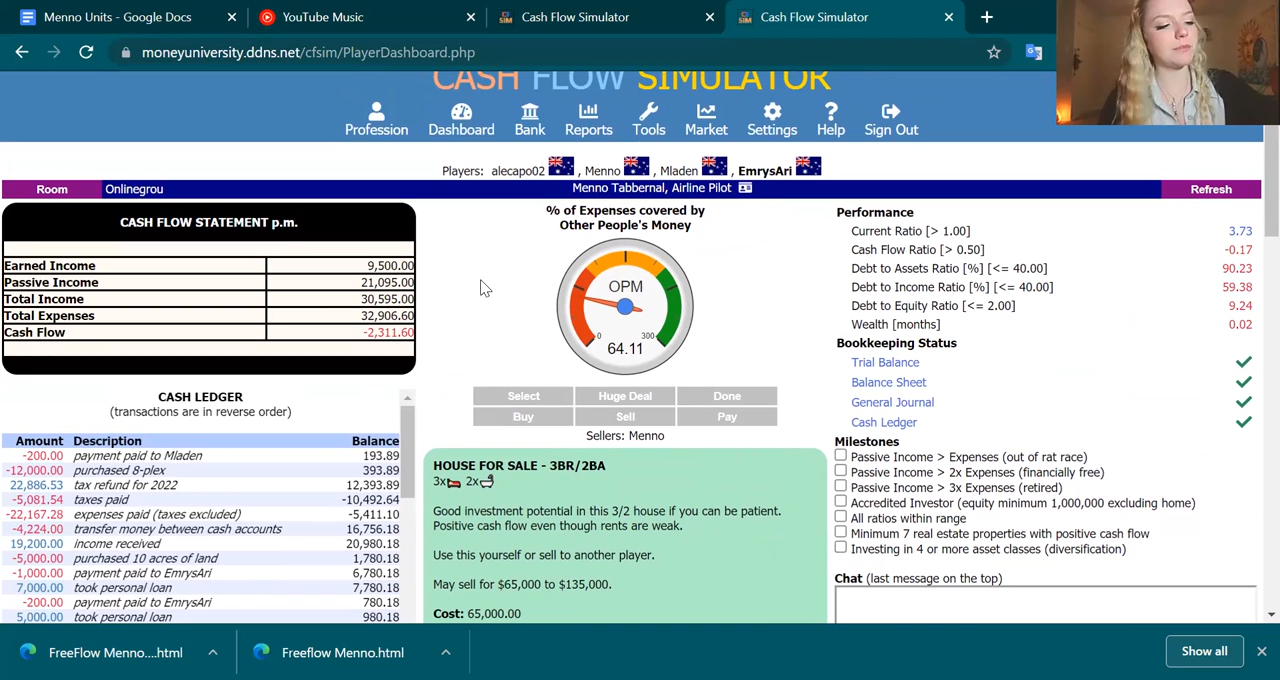 Menno Units - Google Docs
YouTube Music
Cash Flow Simulator
Cash Flow Simulator
moneyuniversity.ddns.net/cfsim/PlayerDashboard.php
CASH FLOW SIMULATOR
Profession Dashboard Bank Reports Tools Market Settings Help Sign Out
Players: alecapo02 , Menno , Mladen , EmrysAri
Room Onlinegrou Menno Tabbernal, Airline Pilot Refresh
CASH FLOW STATEMENT p.m.
Earned Income 9,500.00
Passive Income 21,095.00
Total Income 30,595.00
Total Expenses 32,906.60
Cash Flow -2,311.60
CASH LEDGER
(transactions are in reverse order)
Amount Description Balance
-200.00 payment paid to Mladen 193.89
-12,000.00 purchased 8-plex 393.89
22,886.53 tax refund for 2022 12,393.89
-5,081.54 taxes paid -10,492.64
-22,167.28 expenses paid (taxes excluded) -5,411.10
-4,224.00 transfer money between cash accounts 16,756.18
19,200.00 income received 20,980.18
-5,000.00 purchased 10 acres of land 1,780.18
-1,000.00 payment paid to EmrysAri 6,780.18
7,000.00 took personal loan 7,780.18
-200.00 payment paid to EmrysAri 780.18
5,000.00 took personal loan 980.18
% of Expenses covered by
Other People's Money
OPM
0 300
64.11
Select Huge Deal Done
Buy Sell Pay
Sellers: Menno
HOUSE FOR SALE - 3BR/2BA
3x 2x
Good investment potential in this 3/2 house if you can be patient.
Positive cash flow even though rents are weak.
Use this yourself or sell to another player.
May sell for $65,000 to $135,000.
Cost: 65,000.00
Performance
Current Ratio [> 1.00] 3.73
Cash Flow Ratio [> 0.50] -0.17
Debt to Assets Ratio [%] [<= 40.00] 90.23
Debt to Income Ratio [%] [<= 40.00] 59.38
Debt to Equity Ratio [<= 2.00] 9.24
Wealth [months] 0.02
Bookkeeping Status
Trial Balance
Balance Sheet
General Journal
Cash Ledger
Milestones
Passive Income > Expenses (out of rat race)
Passive Income > 2x Expenses (financially free)
Passive Income > 3x Expenses (retired)
Accredited Investor (equity minimum 1,000,000 excluding home)
All ratios within range
Minimum 7 real estate properties with positive cash flow
Investing in 4 or more asset classes (diversification)
Chat (last message on the top)
FreeFlow Menno....html
Freeflow Menno.html
Show all